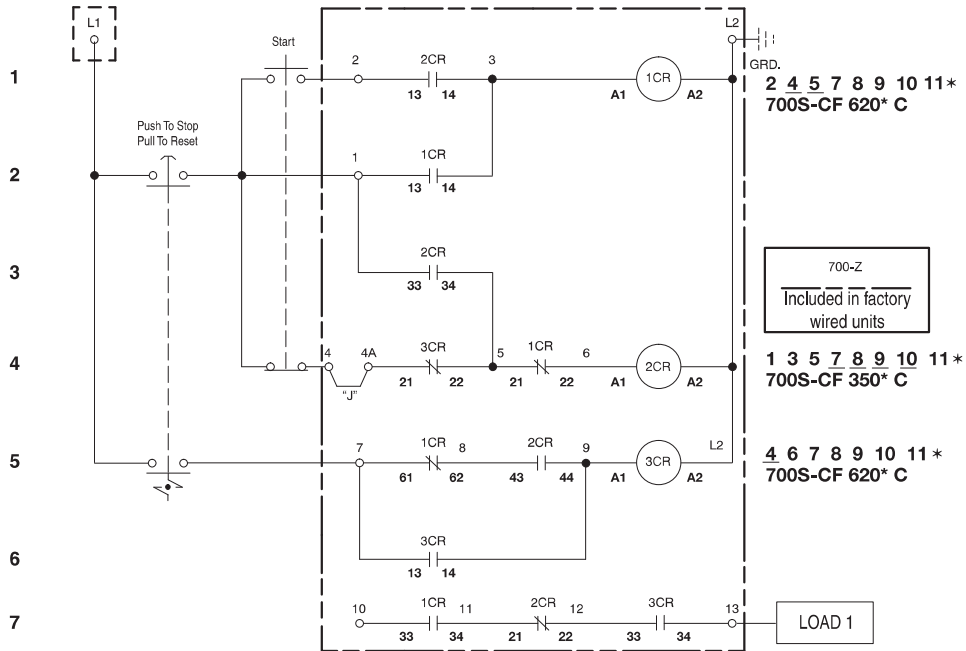 L1
L2
Start
GRD.
1
2
2CR
3
1CR
13 14
A1
A2
2 4 5 7 8 9 10 11*
700S-CF 620* C
Push To Stop
Pull To Reset
2
1
1CR
13 14
3
2CR
33 34
700-Z
Included in factory
wired units
4
4
4A
3CR
5
1CR
6
2CR
"J"
21 22
21 22
A1
A2
1 3 5 7 8 9 10 11*
700S-CF 350* C
5
7
1CR
8
2CR
9
3CR
L2
61 62
43 44
A1
A2
4 6 7 8 9 10 11*
700S-CF 620* C
6
3CR
13 14
7
10
1CR
11
2CR
12
3CR
13
33 34
21 22
33 34
LOAD 1